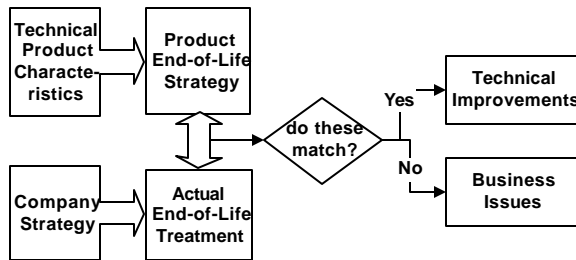 Technical
Product
Characte-
ristics
Product
End-of-Life
Strategy
do these
match?
Yes
No
Technical
Improvements
Business
Issues
Company
Strategy
Actual
End-of-Life
Treatment